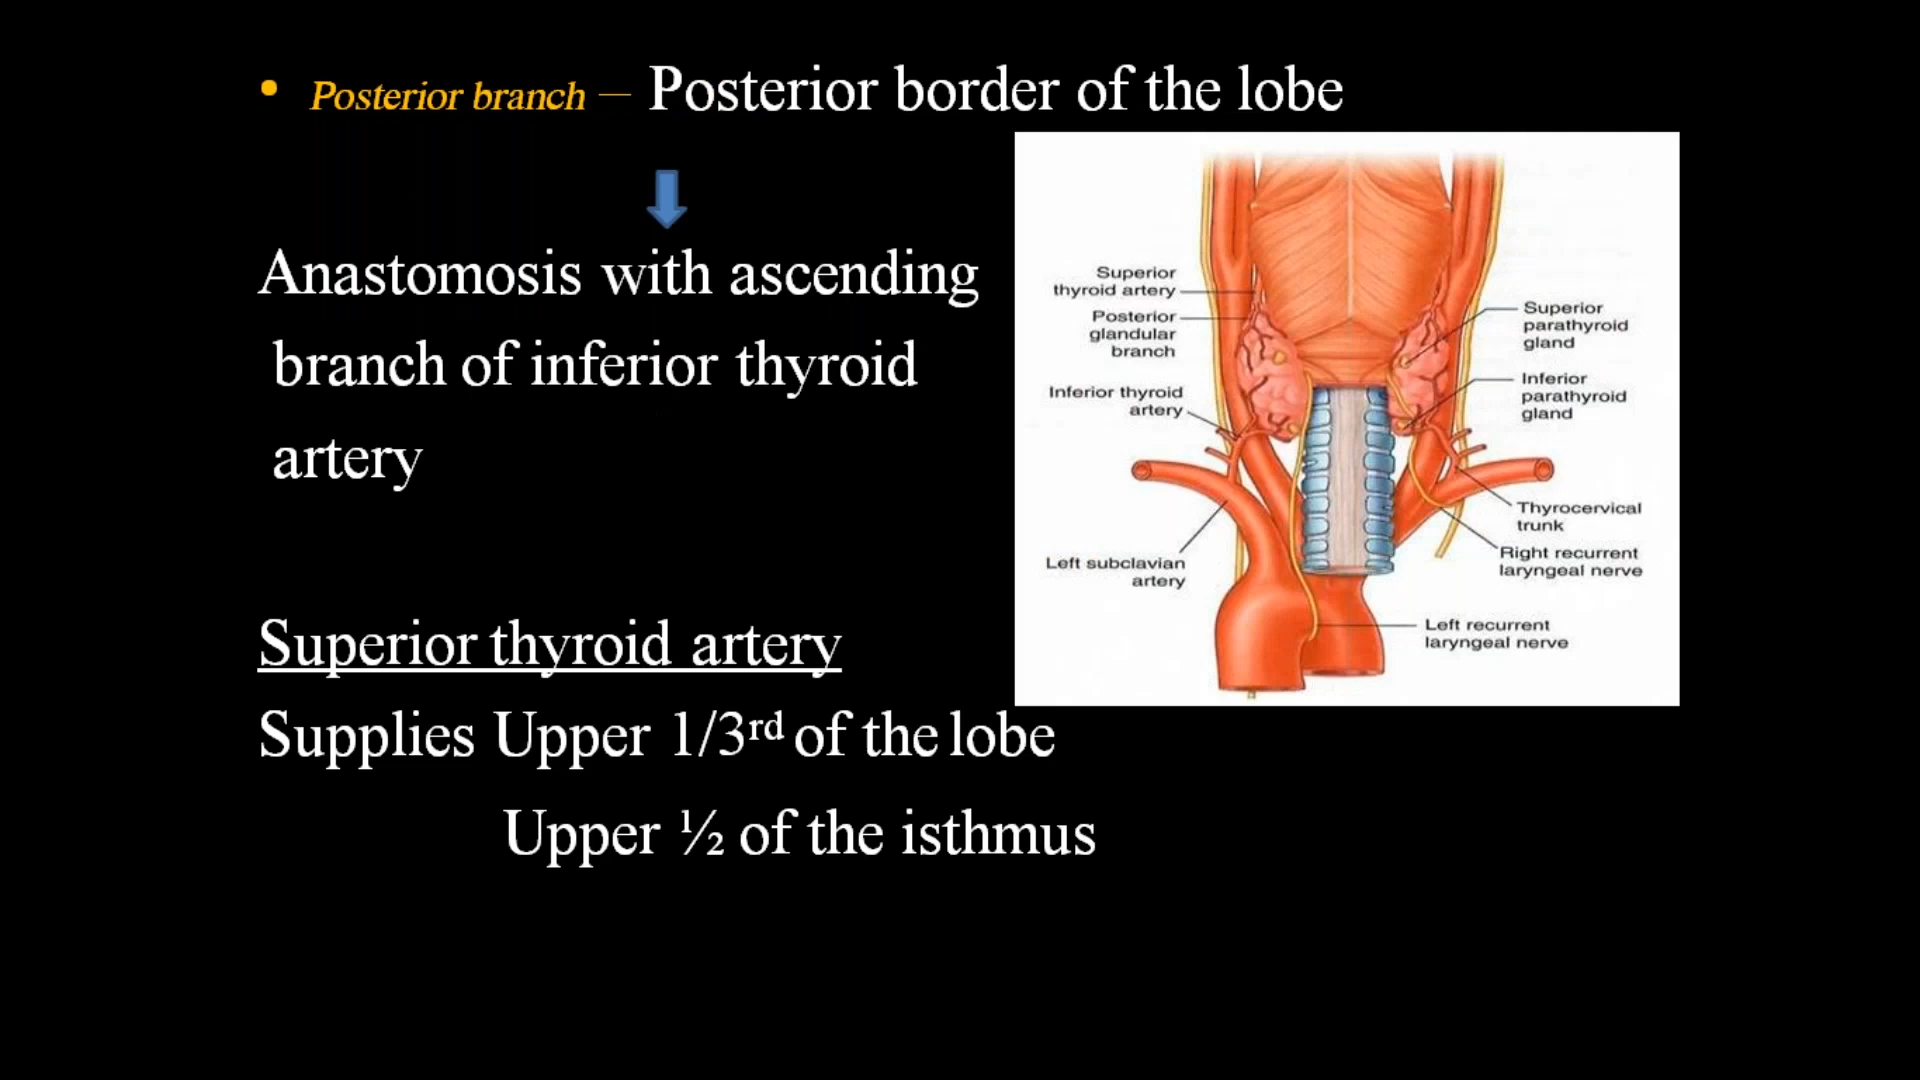 • Posterior branch – Posterior border of the lobe
Anastomosis with ascending
branch of inferior thyroid
artery
Superior thyroid artery
Supplies Upper 1/3rd of the lobe
Upper ½ of the isthmus
Superior
thyroid artery
Posterior
glandular
branch
Inferior thyroid
artery
Left subclavian
artery
Superior
parathyroid
gland
Inferior
parathyroid
gland
Thyrocervical
trunk
Right recurrent
laryngeal nerve
Left recurrent
laryngeal nerve